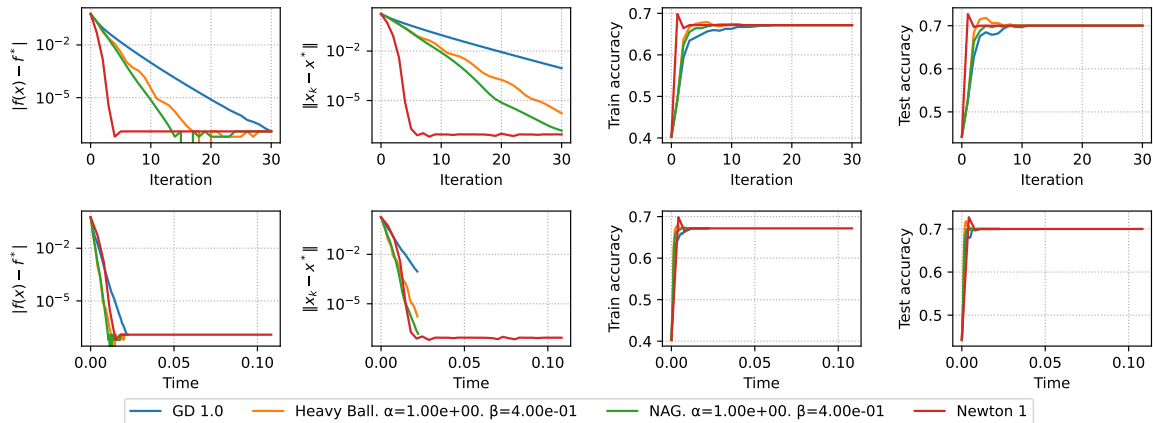 |f(x) − f*|
10⁻²
10⁻⁵
0 10 20 30
Iteration
‖xₖ − x*‖
10⁻²
10⁻⁵
0 10 20 30
Iteration
Train accuracy
0.7
0.6
0.5
0.4
0 10 20 30
Iteration
Test accuracy
0.7
0.6
0.5
0 10 20 30
Iteration
|f(x) − f*|
10⁻²
10⁻⁵
0.00 0.05 0.10
Time
‖xₖ − x*‖
10⁻²
10⁻⁵
0.00 0.05 0.10
Time
Train accuracy
0.7
0.6
0.5
0.4
0.00 0.05 0.10
Time
Test accuracy
0.7
0.6
0.5
0.00 0.05 0.10
Time
GD 1.0 Heavy Ball. α=1.00e+00. β=4.00e-01 NAG. α=1.00e+00. β=4.00e-01 Newton 1